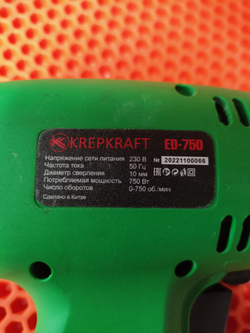 KREPKRAFT ED-750
Напряжение сети питания 230 В № 20221100066
Частота тока 50 Гц
Диаметр сверления 10 мм
Потребляемая мощность 750 Вт
Число оборотов 0-750 об./мин
Сделано в Китае